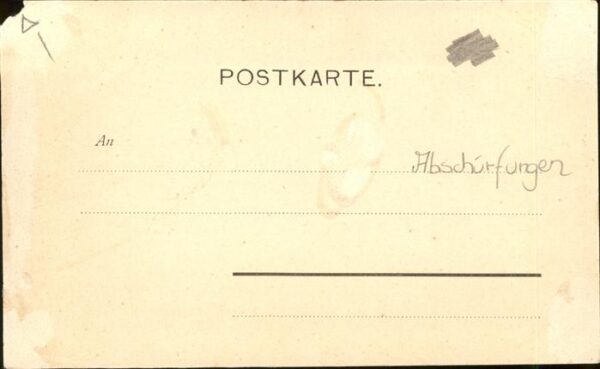 POSTKARTE.
An
Abschürfungen